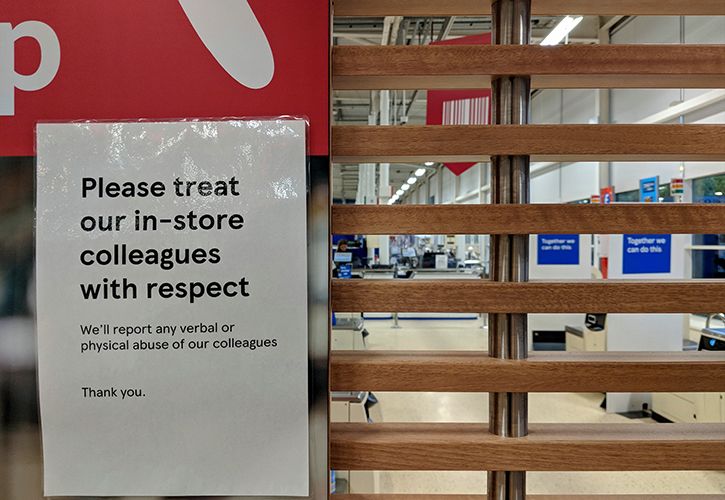 p
Please treat
our in-store
colleagues
with respect
We'll report any verbal or
physical abuse of our colleagues
Thank you.
Together we
can do this
Together we
can do this